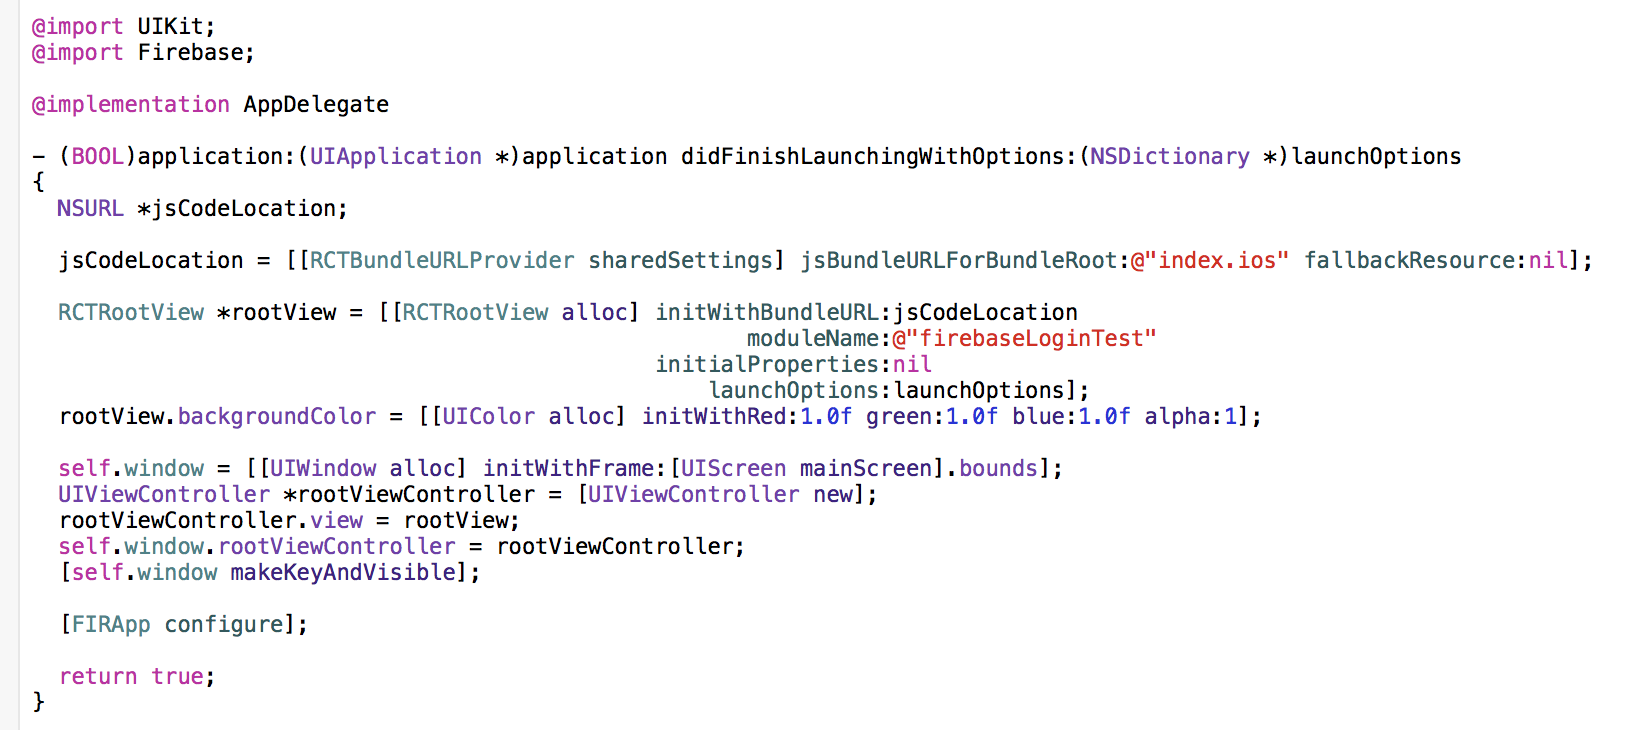 @import UIKit;
@import Firebase;
@implementation AppDelegate
- (BOOL)application:(UIApplication *)application didFinishLaunchingWithOptions:(NSDictionary *)launchOptions
{
NSURL *jsCodeLocation;
jsCodeLocation = [[RCTBundleURLProvider sharedSettings] jsBundleURLForBundleRoot:@"index.ios" fallbackResource:nil];
RCTRootView *rootView = [[RCTRootView alloc] initWithBundleURL:jsCodeLocation
moduleName:@"firebaseLoginTest"
initialProperties:nil
launchOptions:launchOptions];
rootView.backgroundColor = [[UIColor alloc] initWithRed:1.0f green:1.0f blue:1.0f alpha:1];
self.window = [[UIWindow alloc] initWithFrame:[UIScreen mainScreen].bounds];
UIViewController *rootViewController = [UIViewController new];
rootViewController.view = rootView;
self.window.rootViewController = rootViewController;
[self.window makeKeyAndVisible];
[FIRApp configure];
return true;
}